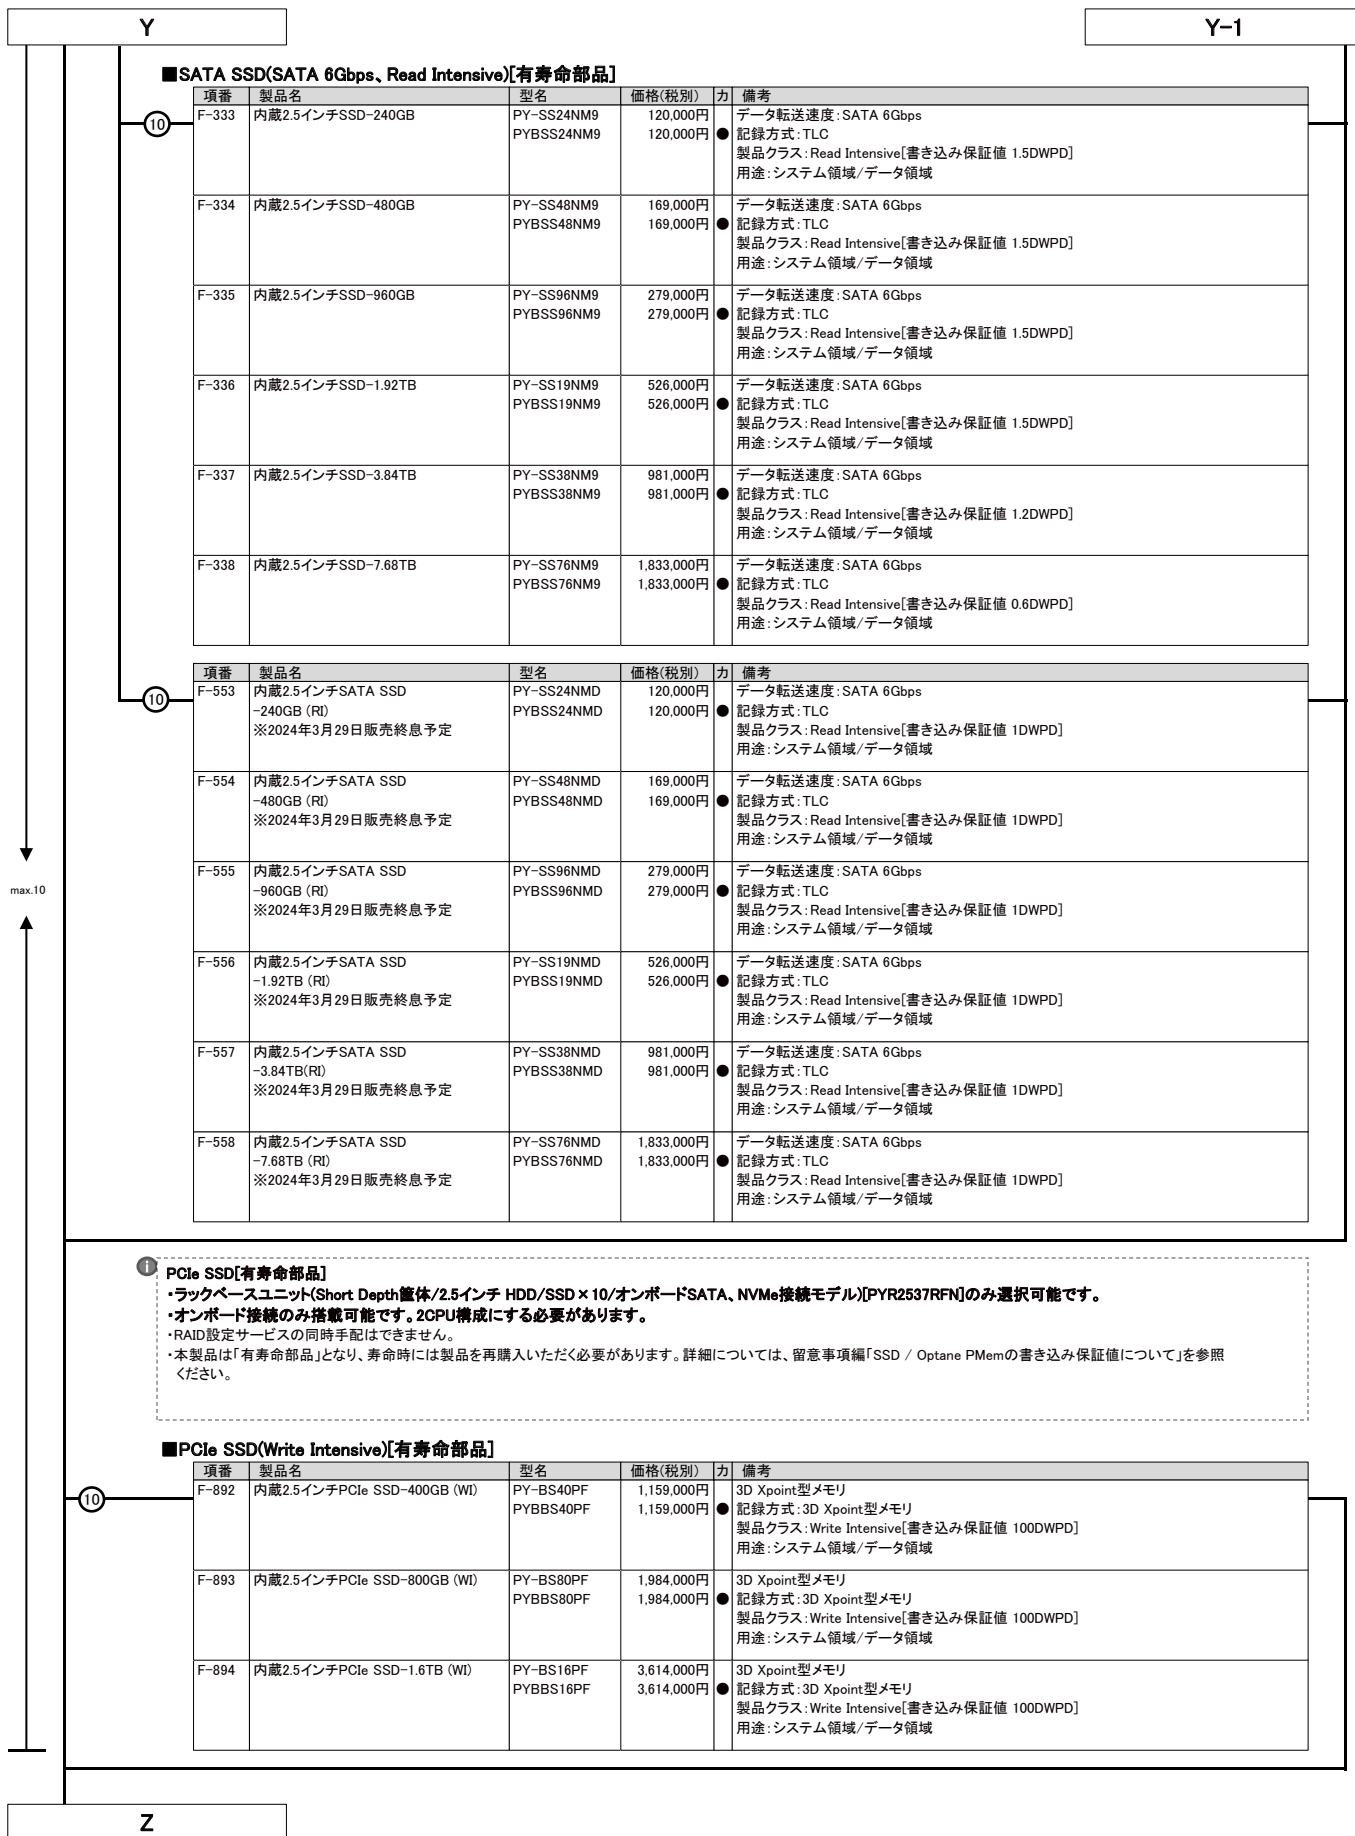 Y
Y-1
■SATA SSD(SATA 6Gbps、Read Intensive)[有寿命部品]
項番 製品名 型名 価格(税別) カ 備考
10
F-333 内蔵2.5インチSSD-240GB PY-SS24NM9 120,000円 データ転送速度：SATA 6Gbps
PYBSS24NM9 120,000円 ● 記録方式：TLC
製品クラス：Read Intensive[書き込み保証値 1.5DWPD]
用途：システム領域/データ領域
F-334 内蔵2.5インチSSD-480GB PY-SS48NM9 169,000円 データ転送速度：SATA 6Gbps
PYBSS48NM9 169,000円 ● 記録方式：TLC
製品クラス：Read Intensive[書き込み保証値 1.5DWPD]
用途：システム領域/データ領域
F-335 内蔵2.5インチSSD-960GB PY-SS96NM9 279,000円 データ転送速度：SATA 6Gbps
PYBSS96NM9 279,000円 ● 記録方式：TLC
製品クラス：Read Intensive[書き込み保証値 1.5DWPD]
用途：システム領域/データ領域
F-336 内蔵2.5インチSSD-1.92TB PY-SS19NM9 526,000円 データ転送速度：SATA 6Gbps
PYBSS19NM9 526,000円 ● 記録方式：TLC
製品クラス：Read Intensive[書き込み保証値 1.5DWPD]
用途：システム領域/データ領域
F-337 内蔵2.5インチSSD-3.84TB PY-SS38NM9 981,000円 データ転送速度：SATA 6Gbps
PYBSS38NM9 981,000円 ● 記録方式：TLC
製品クラス：Read Intensive[書き込み保証値 1.2DWPD]
用途：システム領域/データ領域
F-338 内蔵2.5インチSSD-7.68TB PY-SS76NM9 1,833,000円 データ転送速度：SATA 6Gbps
PYBSS76NM9 1,833,000円 ● 記録方式：TLC
製品クラス：Read Intensive[書き込み保証値 0.6DWPD]
用途：システム領域/データ領域
項番 製品名 型名 価格(税別) カ 備考
10
F-553 内蔵2.5インチSATA SSD PY-SS24NMD 120,000円 データ転送速度：SATA 6Gbps
-240GB (RI) PYBSS24NMD 120,000円 ● 記録方式：TLC
※2024年3月29日販売終息予定 製品クラス：Read Intensive[書き込み保証値 1DWPD]
用途：システム領域/データ領域
F-554 内蔵2.5インチSATA SSD PY-SS48NMD 169,000円 データ転送速度：SATA 6Gbps
-480GB (RI) PYBSS48NMD 169,000円 ● 記録方式：TLC
※2024年3月29日販売終息予定 製品クラス：Read Intensive[書き込み保証値 1DWPD]
用途：システム領域/データ領域
F-555 内蔵2.5インチSATA SSD PY-SS96NMD 279,000円 データ転送速度：SATA 6Gbps
max.10
-960GB (RI) PYBSS96NMD 279,000円 ● 記録方式：TLC
※2024年3月29日販売終息予定 製品クラス：Read Intensive[書き込み保証値 1DWPD]
用途：システム領域/データ領域
F-556 内蔵2.5インチSATA SSD PY-SS19NMD 526,000円 データ転送速度：SATA 6Gbps
-1.92TB (RI) PYBSS19NMD 526,000円 ● 記録方式：TLC
※2024年3月29日販売終息予定 製品クラス：Read Intensive[書き込み保証値 1DWPD]
用途：システム領域/データ領域
F-557 内蔵2.5インチSATA SSD PY-SS38NMD 981,000円 データ転送速度：SATA 6Gbps
-3.84TB(RI) PYBSS38NMD 981,000円 ● 記録方式：TLC
※2024年3月29日販売終息予定 製品クラス：Read Intensive[書き込み保証値 1DWPD]
用途：システム領域/データ領域
F-558 内蔵2.5インチSATA SSD PY-SS76NMD 1,833,000円 データ転送速度：SATA 6Gbps
-7.68TB (RI) PYBSS76NMD 1,833,000円 ● 記録方式：TLC
※2024年3月29日販売終息予定 製品クラス：Read Intensive[書き込み保証値 1DWPD]
用途：システム領域/データ領域
i
PCIe SSD[有寿命部品]
・ラックベースユニット(Short Depth筐体/2.5インチ HDD/SSD×10/オンボードSATA、NVMe接続モデル)[PYR2537RFN]のみ選択可能です。
・オンボード接続のみ搭載可能です。2CPU構成にする必要があります。
・RAID設定サービスの同時手配はできません。
・本製品は「有寿命部品」となり、寿命時には製品を再購入いただく必要があります。詳細については、留意事項編「SSD / Optane PMemの書き込み保証値について」を参照
ください。
■PCIe SSD(Write Intensive)[有寿命部品]
項番 製品名 型名 価格(税別) カ 備考
10
F-892 内蔵2.5インチPCIe SSD-400GB (WI) PY-BS40PF 1,159,000円 3D Xpoint型メモリ
PYBBS40PF 1,159,000円 ● 記録方式：3D Xpoint型メモリ
製品クラス：Write Intensive[書き込み保証値 100DWPD]
用途：システム領域/データ領域
F-893 内蔵2.5インチPCIe SSD-800GB (WI) PY-BS80PF 1,984,000円 3D Xpoint型メモリ
PYBBS80PF 1,984,000円 ● 記録方式：3D Xpoint型メモリ
製品クラス：Write Intensive[書き込み保証値 100DWPD]
用途：システム領域/データ領域
F-894 内蔵2.5インチPCIe SSD-1.6TB (WI) PY-BS16PF 3,614,000円 3D Xpoint型メモリ
PYBBS16PF 3,614,000円 ● 記録方式：3D Xpoint型メモリ
製品クラス：Write Intensive[書き込み保証値 100DWPD]
用途：システム領域/データ領域
Z